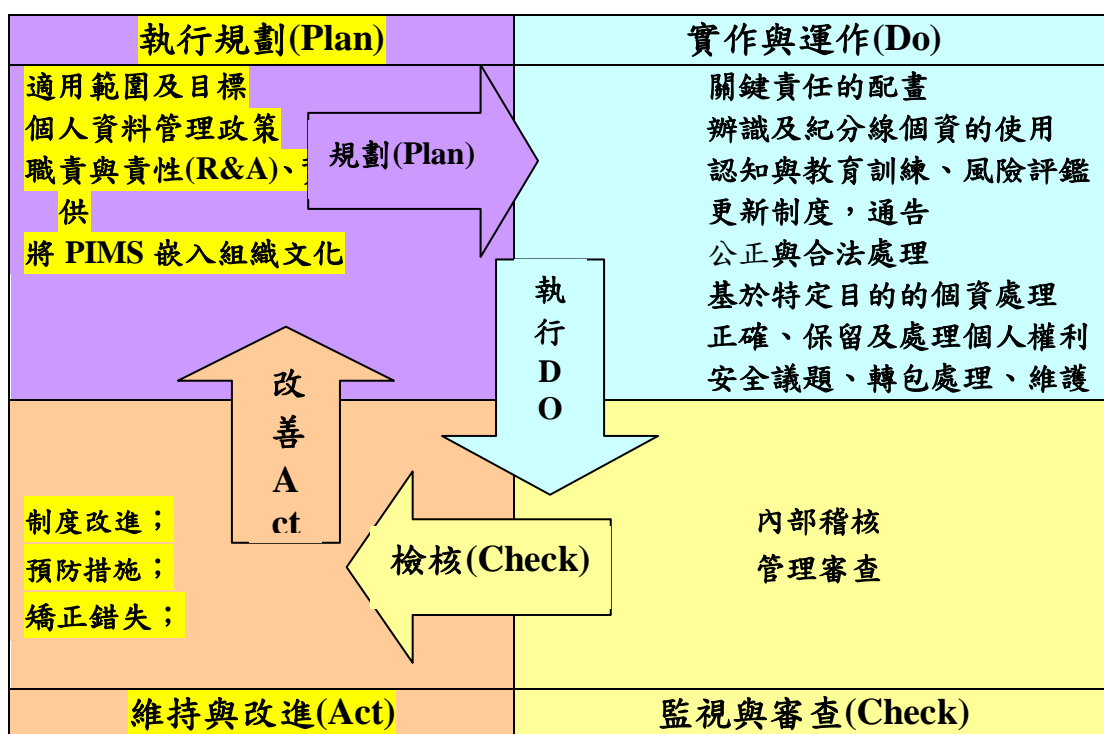 執行規劃(Plan)
實作與運作(Do)
適用範圍及目標
個人資料管理政策
職責與責性(R&A)、
供
將 PIMS 嵌入組織文化
規劃(Plan)
關鍵責任的配畫
辨識及紀分線個資的使用
認知與教育訓練、風險評鑑
更新制度，通告
公正與合法處理
基於特定目的的個資處理
正確、保留及處理個人權利
安全議題、轉包處理、維護
執
行
D
O
改
善
A
ct
制度改進；
預防措施；
矯正錯失；
檢核(Check)
內部稽核
管理審查
維持與改進(Act)
監視與審查(Check)